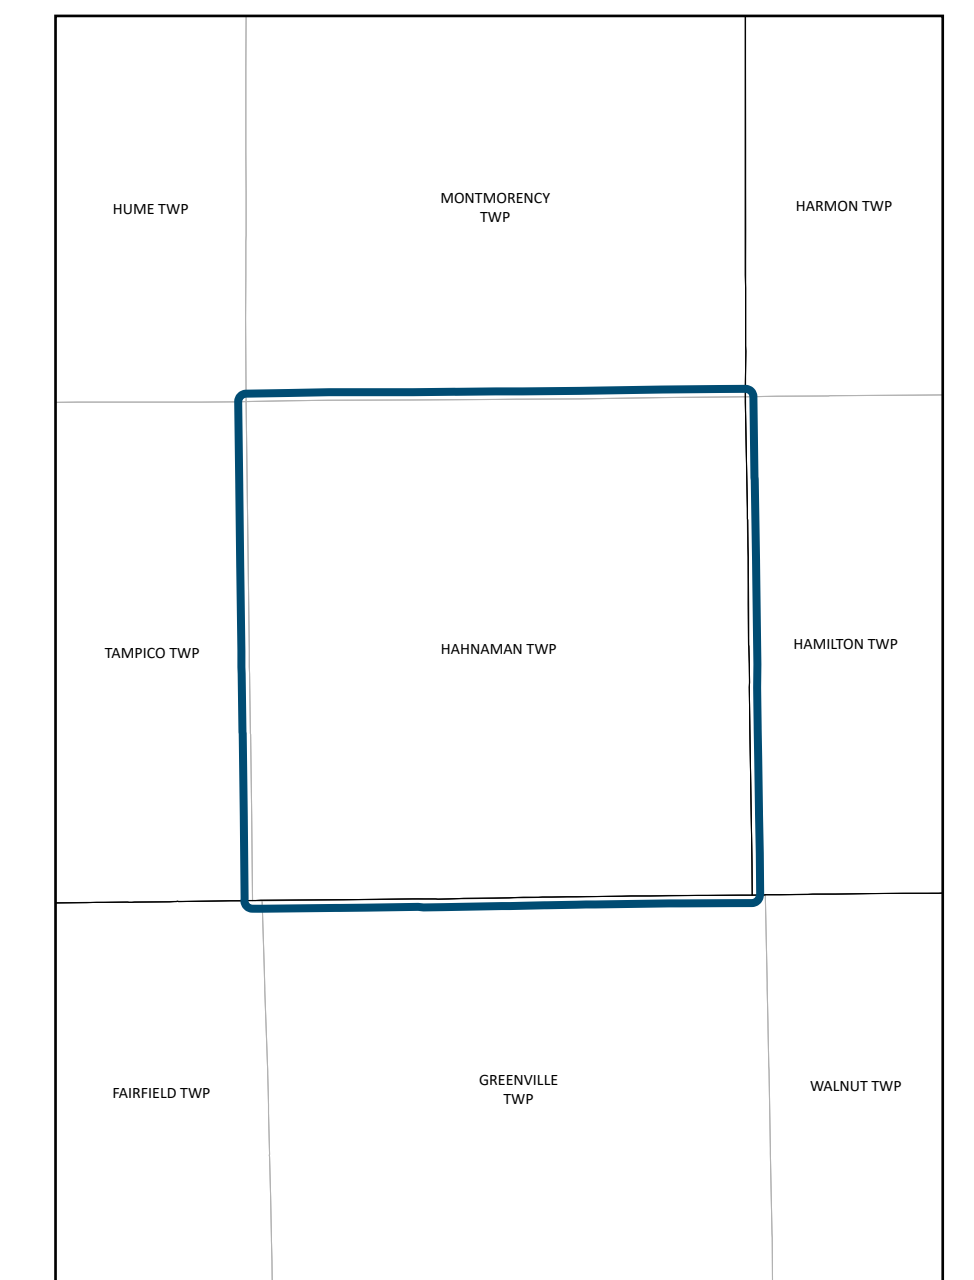 HUME TWP
MONTMORENCY
TWP
HARMON TWP
TAMPICO TWP
HAHNAMAN TWP
HAMILTON TWP
FAIRFIELD TWP
GREENVILLE
TWP
WALNUT TWP